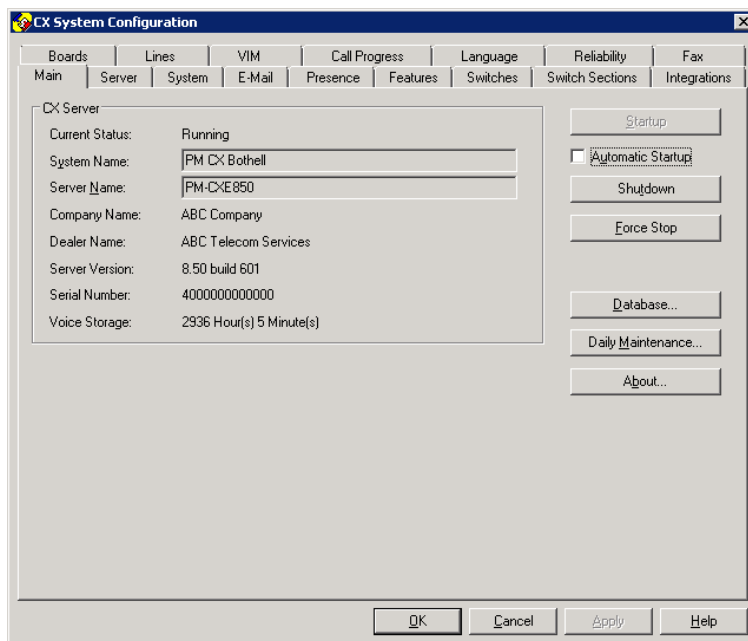 CX System Configuration
Boards Lines VIM Call Progress Language Reliability Fax
Main Server System E-Mail Presence Features Switches Switch Sections Integrations
CX Server
Current Status: Running
System Name: PM CX Bothell
Server Name: PM-CXE850
Company Name: ABC Company
Dealer Name: ABC Telecom Services
Server Version: 8.50 build 601
Serial Number: 4000000000000
Voice Storage: 2936 Hour(s) 5 Minute(s)
Startup
Automatic Startup
Shutdown
Force Stop
Database...
Daily Maintenance...
About...
OK Cancel Apply Help